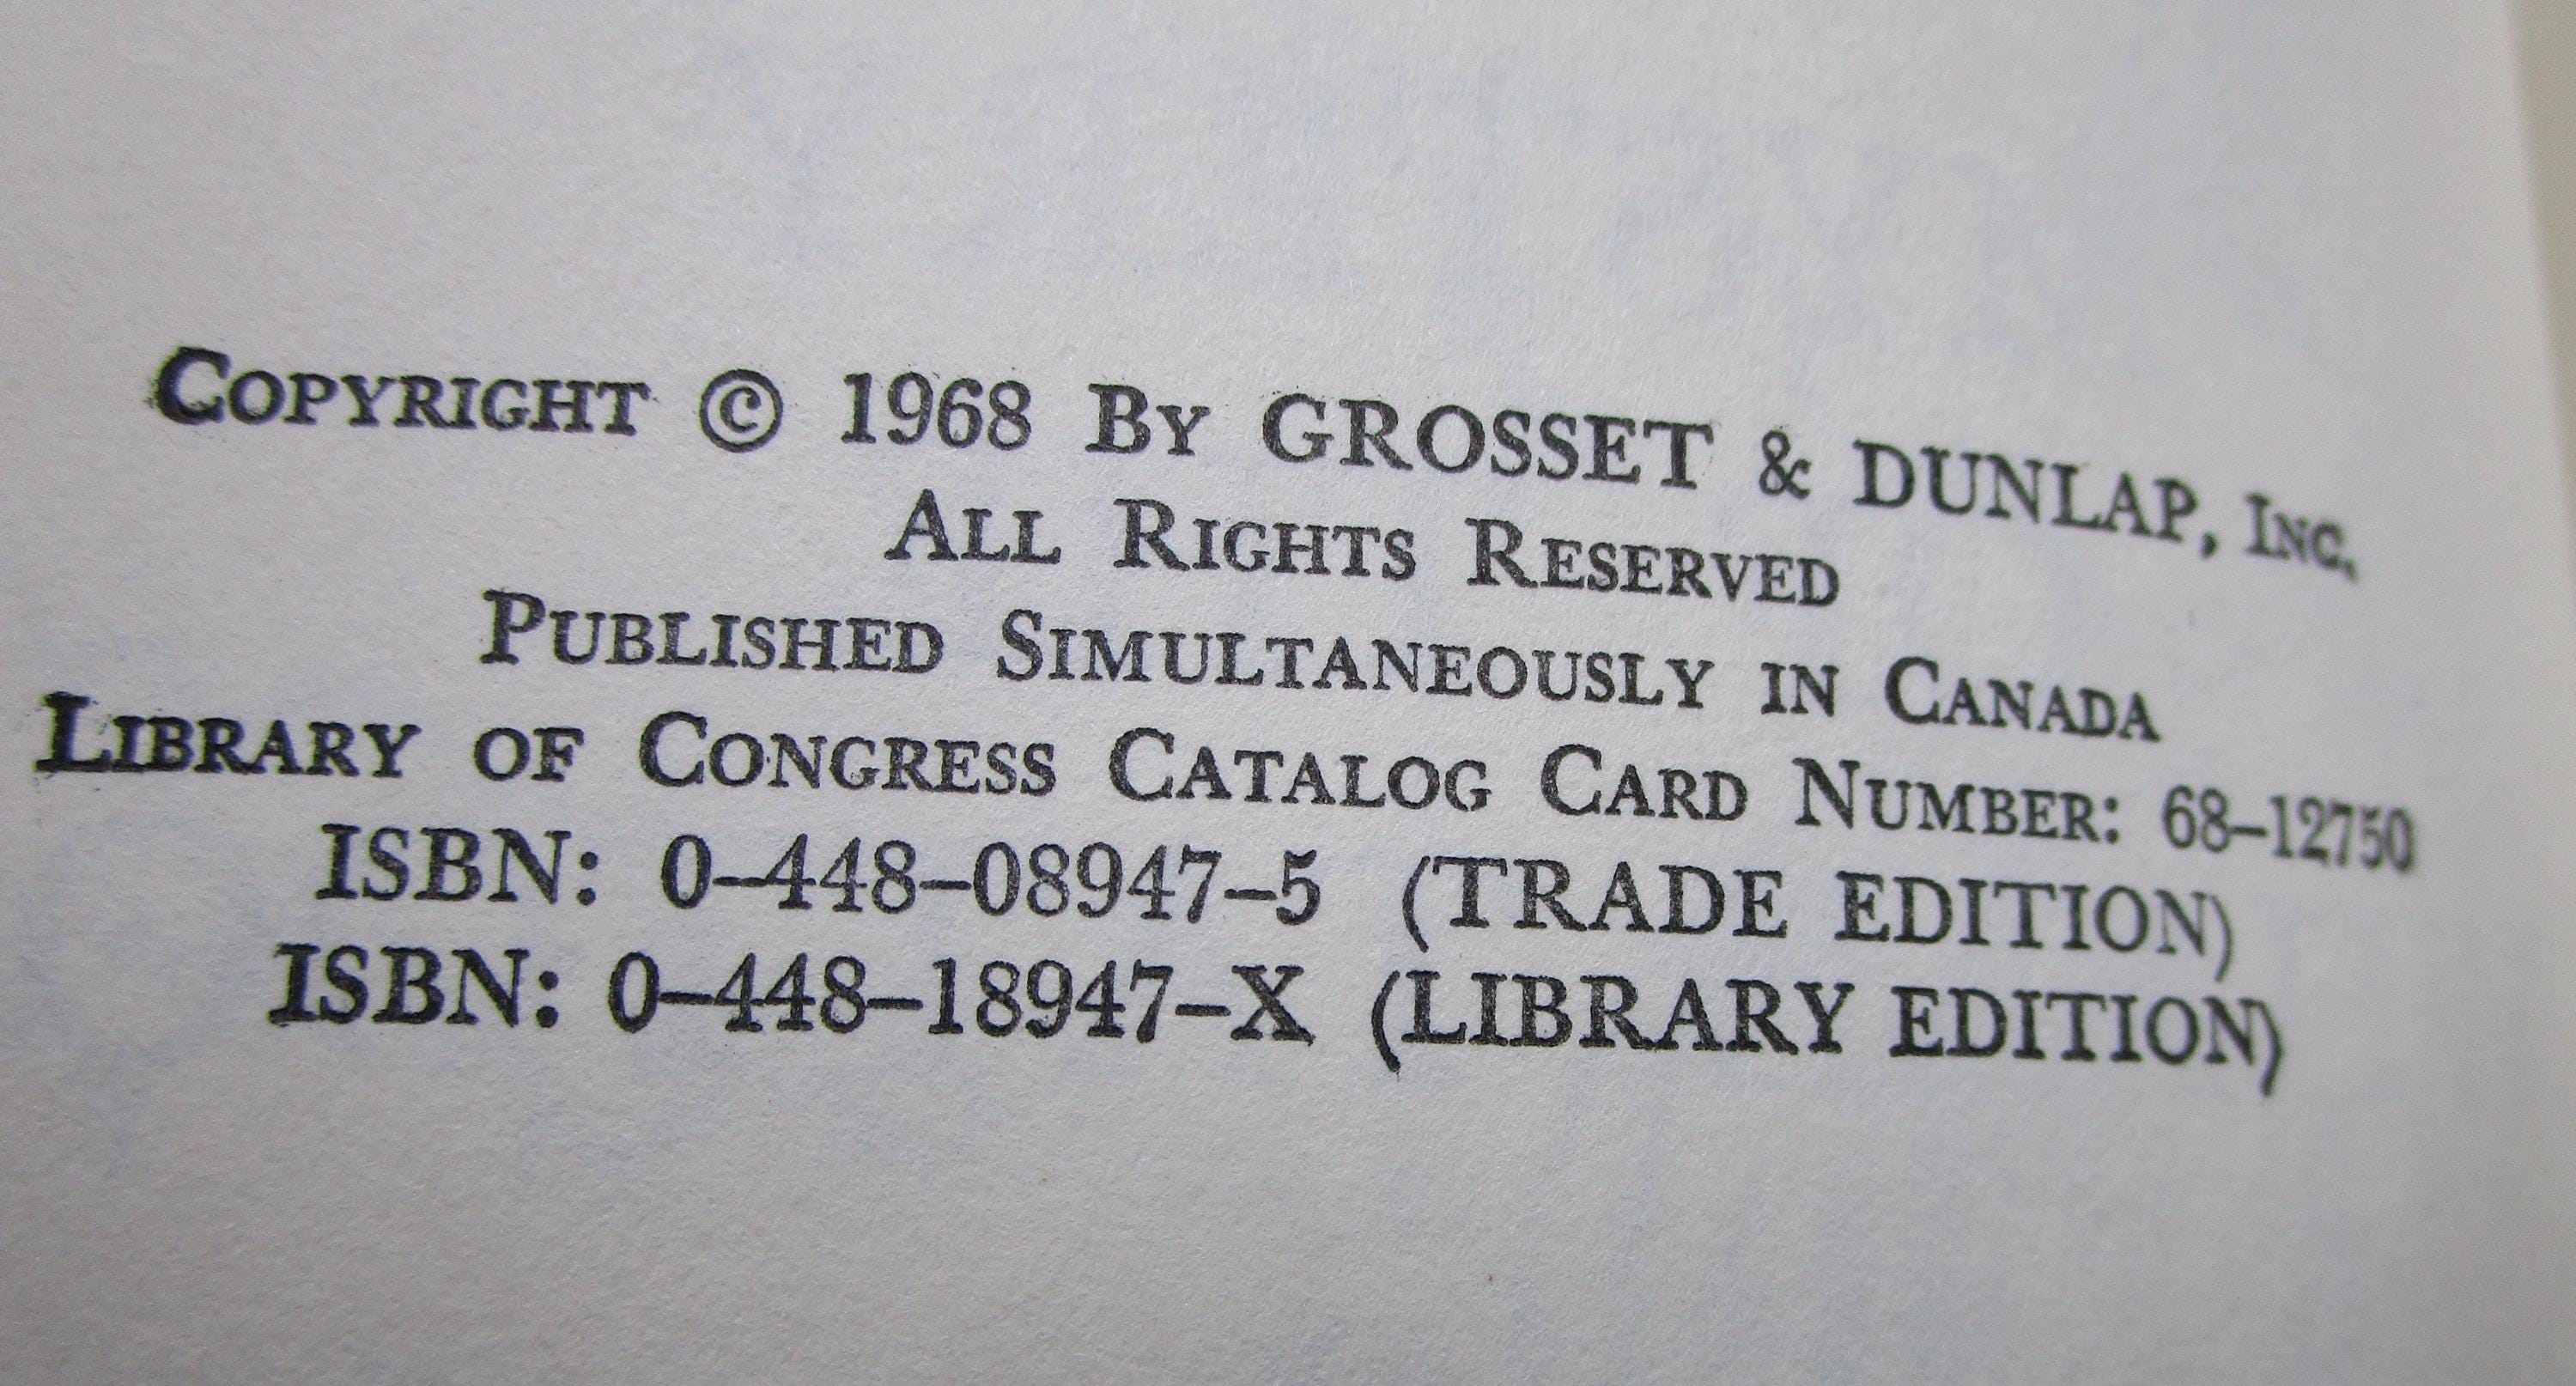 Copyright © 1968 By GROSSET & DUNLAP, Inc.
All Rights Reserved
Published Simultaneously in Canada
Library of Congress Catalog Card Number: 68–12750
ISBN: 0–448–08947–5 (TRADE EDITION)
ISBN: 0–448–18947–X (LIBRARY EDITION)